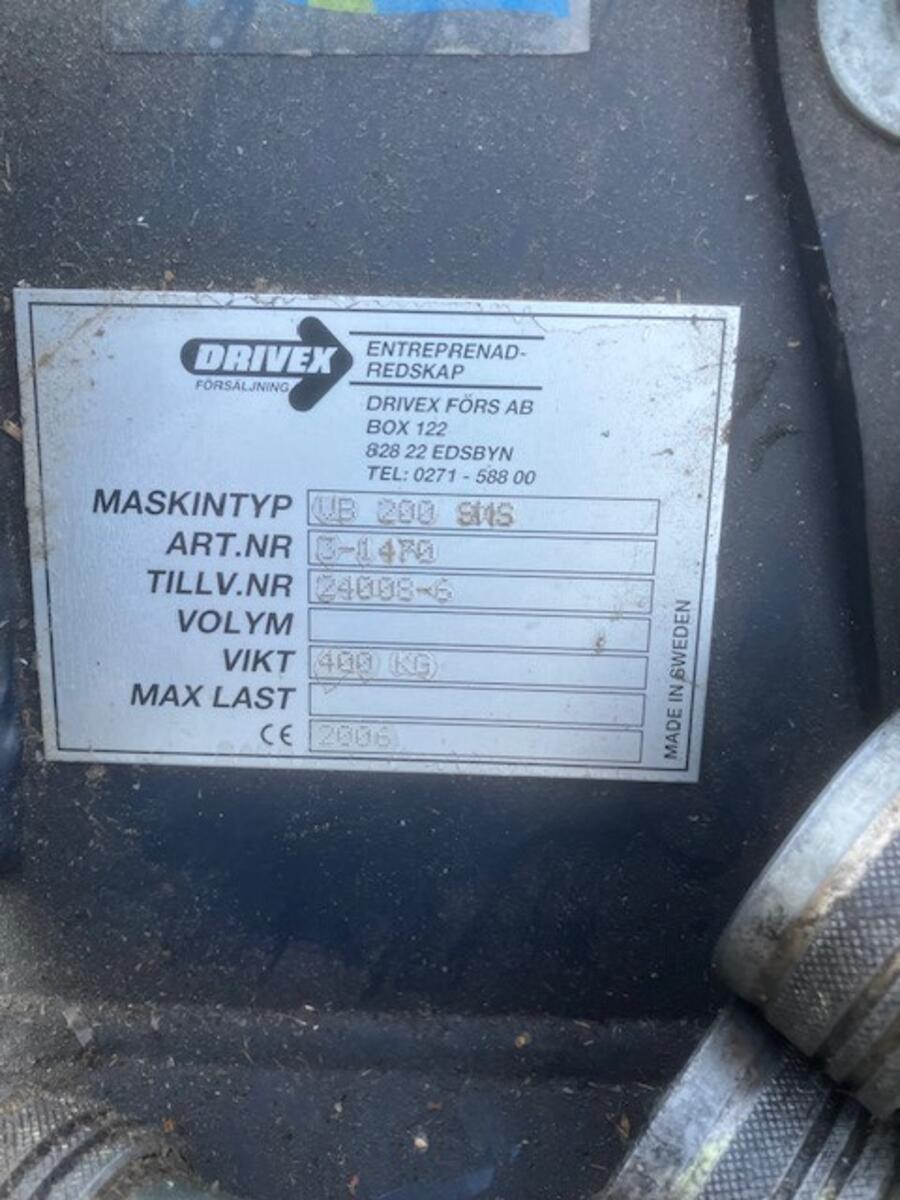 DRIVEX
FÖRSÄLJNING
ENTREPRENAD-
REDSKAP
DRIVEX FÖRS AB
BOX 122
828 22 EDSBYN
TEL: 0271 - 588 00
MASKINTYP VB 200 SMS
ART.NR 3-1470
TILLV.NR 24008-6
VOLYM
VIKT 400 KG
MAX LAST
CE 2006
MADE IN SWEDEN